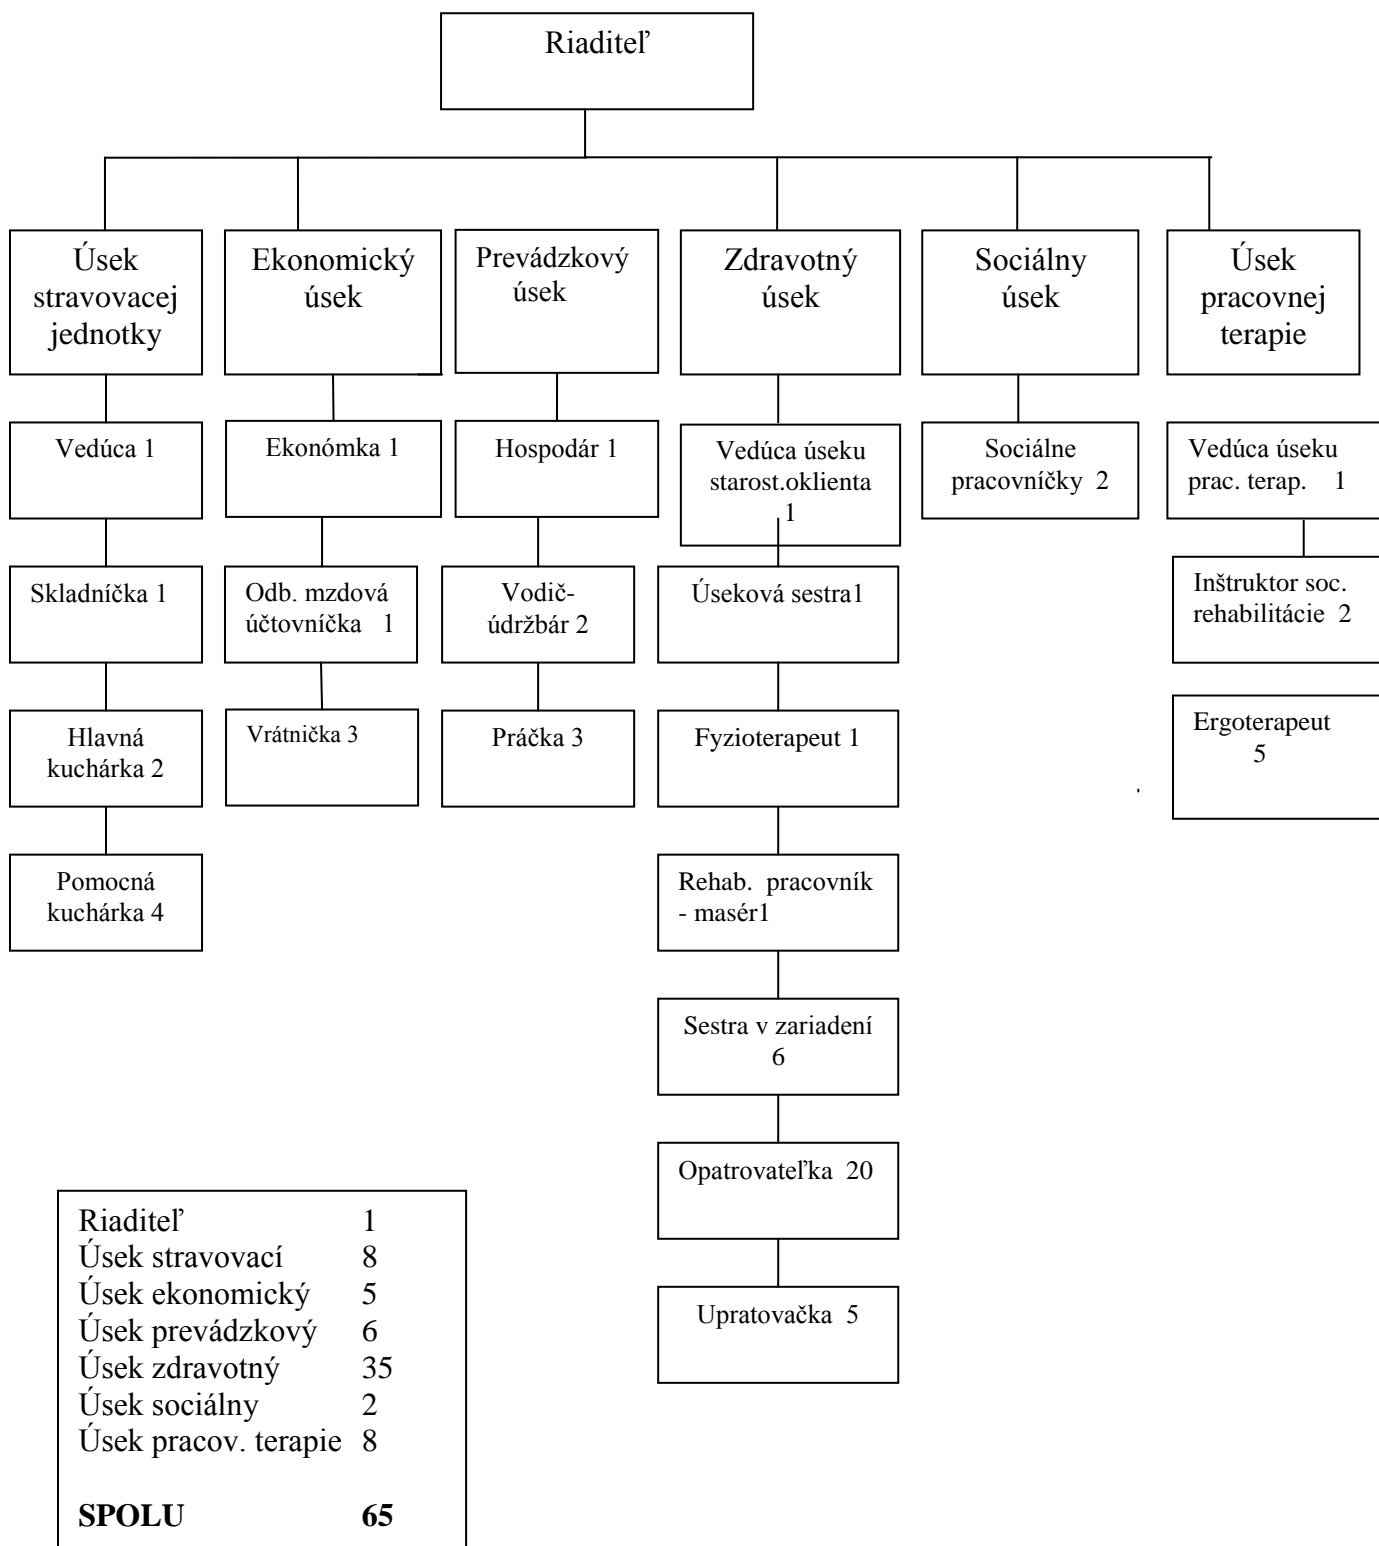 Riaditeľ
Úsek
stravovacej
jednotky
Ekonomický
úsek
Prevádzkový
úsek
Zdravotný
úsek
Sociálny
úsek
Úsek
pracovnej
terapie
Vedúca 1
Ekonómka 1
Hospodár 1
Vedúca úseku
starost.oklienta
1
Sociálne
pracovníčky 2
Vedúca úseku
prac. terap. 1
Skladníčka 1
Odb. mzdová
účtovníčka 1
Vodič-
údržbár 2
Úseková sestra1
Inštruktor soc.
rehabilitácie 2
Hlavná
kuchárka 2
Vrátnička 3
Práčka 3
Fyzioterapeut 1
Ergoterapeut
5
Pomocná
kuchárka 4
Rehab. pracovník
- masér1
Sestra v zariadení
6
Opatrovateľka 20
Upratovačka 5
Riaditeľ 1
Úsek stravovací 8
Úsek ekonomický 5
Úsek prevádzkový 6
Úsek zdravotný 35
Úsek sociálny 2
Úsek pracov. terapie 8
SPOLU 65